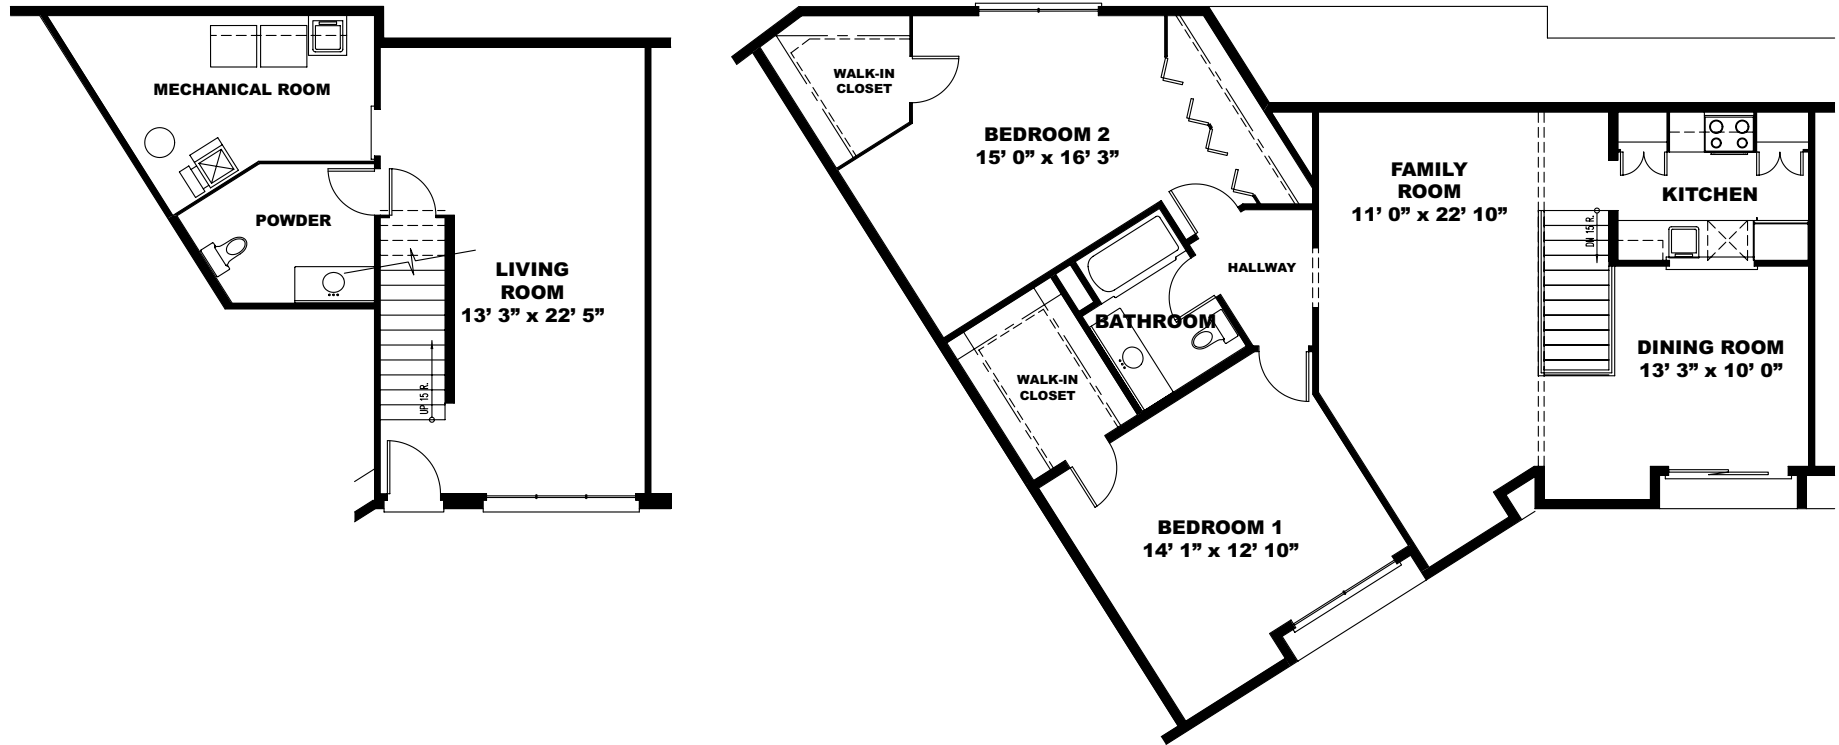 MECHANICAL ROOM
POWDER
LIVING
ROOM
13’ 3” x 22’ 5”
UP 15 R.
WALK-IN
CLOSET
BEDROOM 2
15’ 0” x 16’ 3”
HALLWAY
BATHROOM
WALK-IN
CLOSET
BEDROOM 1
14’ 1” x 12’ 10”
FAMILY
ROOM
11’ 0” x 22’ 10”
KITCHEN
DN 15 R.
DINING ROOM
13’ 3” x 10’ 0”